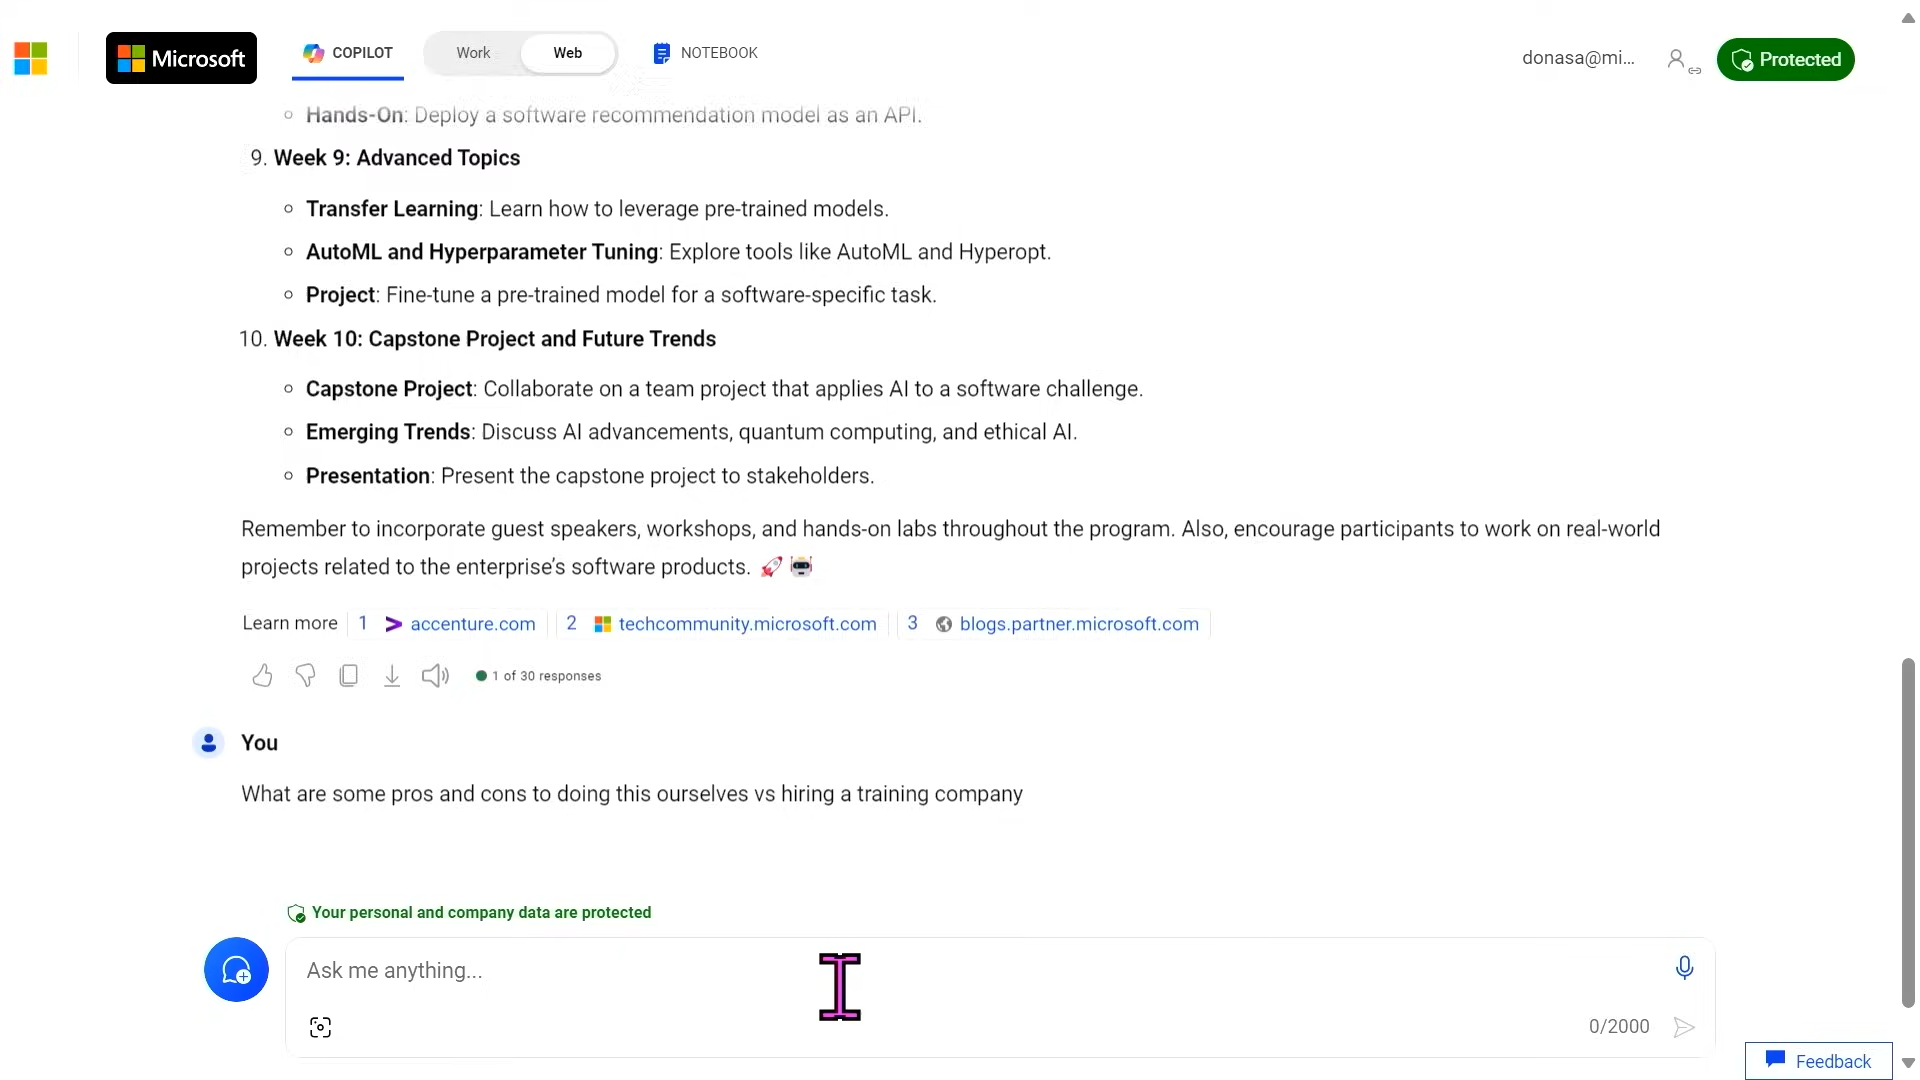 Microsoft
COPILOT
Work
Web
NOTEBOOK
donasa@mi...
Protected
Hands-On: Deploy a software recommendation model as an API.
9. Week 9: Advanced Topics
Transfer Learning: Learn how to leverage pre-trained models.
AutoML and Hyperparameter Tuning: Explore tools like AutoML and Hyperopt.
Project: Fine-tune a pre-trained model for a software-specific task.
10. Week 10: Capstone Project and Future Trends
Capstone Project: Collaborate on a team project that applies AI to a software challenge.
Emerging Trends: Discuss AI advancements, quantum computing, and ethical AI.
Presentation: Present the capstone project to stakeholders.
Remember to incorporate guest speakers, workshops, and hands-on labs throughout the program. Also, encourage participants to work on real-world
projects related to the enterprise’s software products. 🚀 🤖
Learn more 1 accenture.com 2 techcommunity.microsoft.com 3 blogs.partner.microsoft.com
1 of 30 responses
You
What are some pros and cons to doing this ourselves vs hiring a training company
Your personal and company data are protected
Ask me anything...
0/2000
Feedback